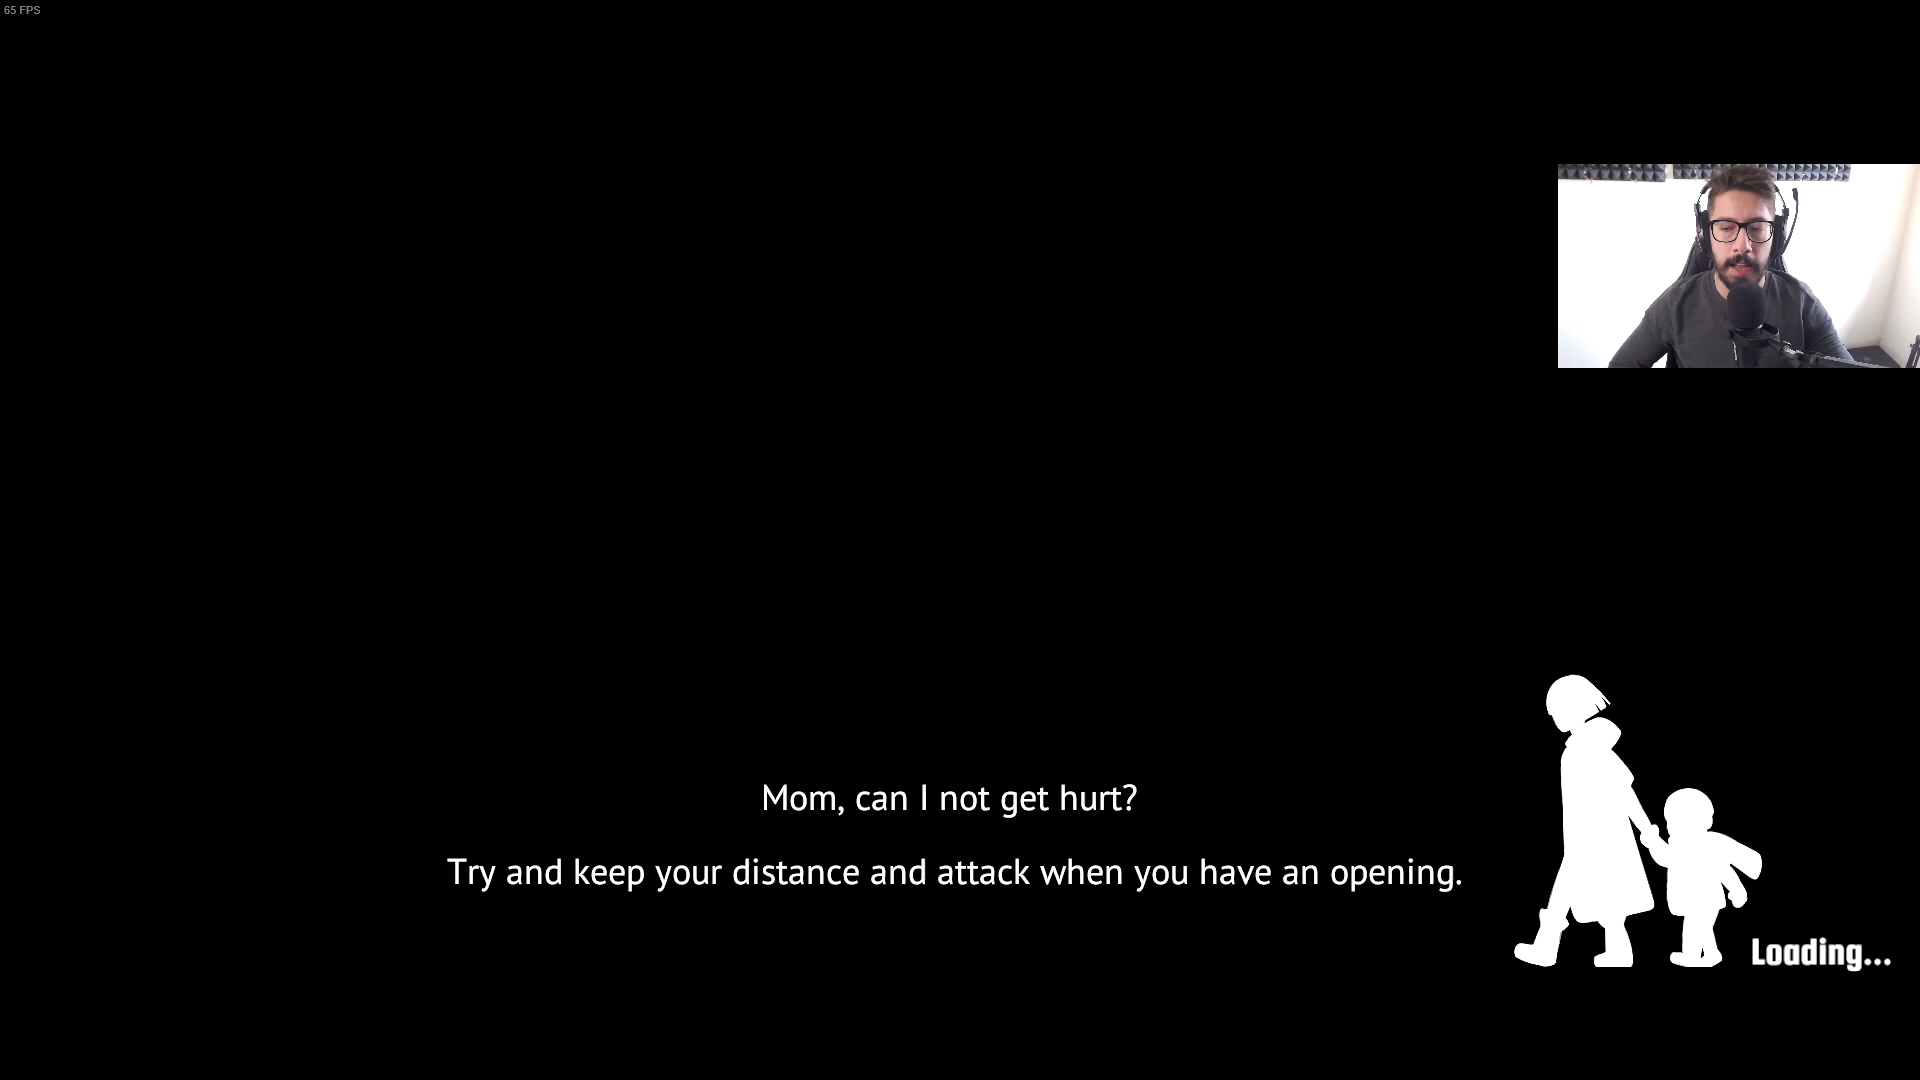 65 FPS
Mom, can I not get hurt?
Try and keep your distance and attack when you have an opening.
Loading...